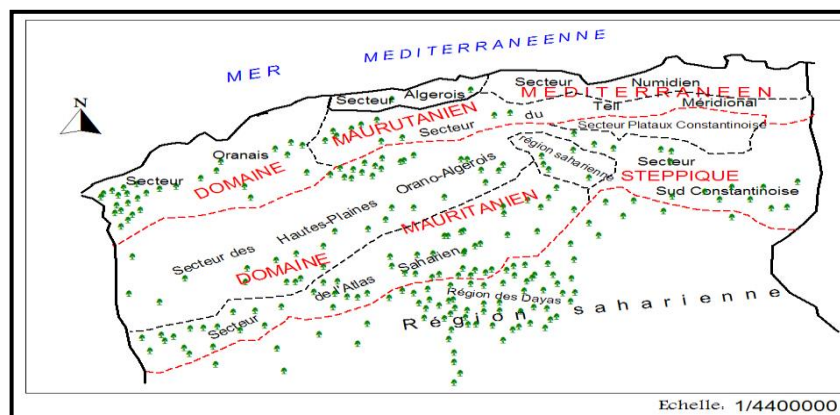 MER MEDITERRANEENNE
N
Secteur Numidien
Secteur Algerois
MEDITERRANEEN
Tell Méridional
MAURUTANIEN
Secteur du
Secteur Plataux Constantinoise
Secteur Oranais
DOMAINE
région saharienne
Secteur
STEPPIQUE
Sud Constantinoise
Secteur des Hautes-Plaines Orano-Algerois
MAURITANIEN
DOMAINE
Secteur de l'Atlas Saharien
Région des Dayas
Région saharienne
Echelle. 1/4400000